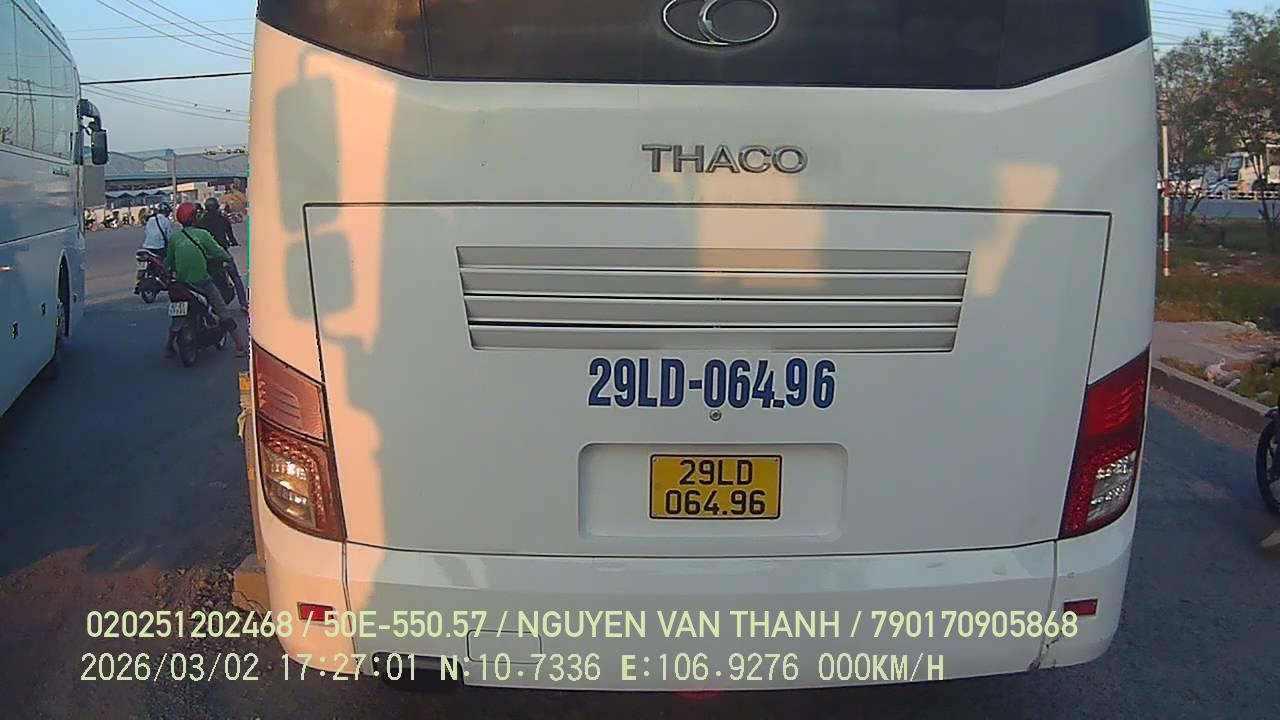 THACO
29LD-064.96
29LD
064.96
020251202468 / 50E-550.57 / NGUYEN VAN THANH / 790170905868
2026/03/02 17:27:01 N:10.7336 E:106.9276 000KM/H